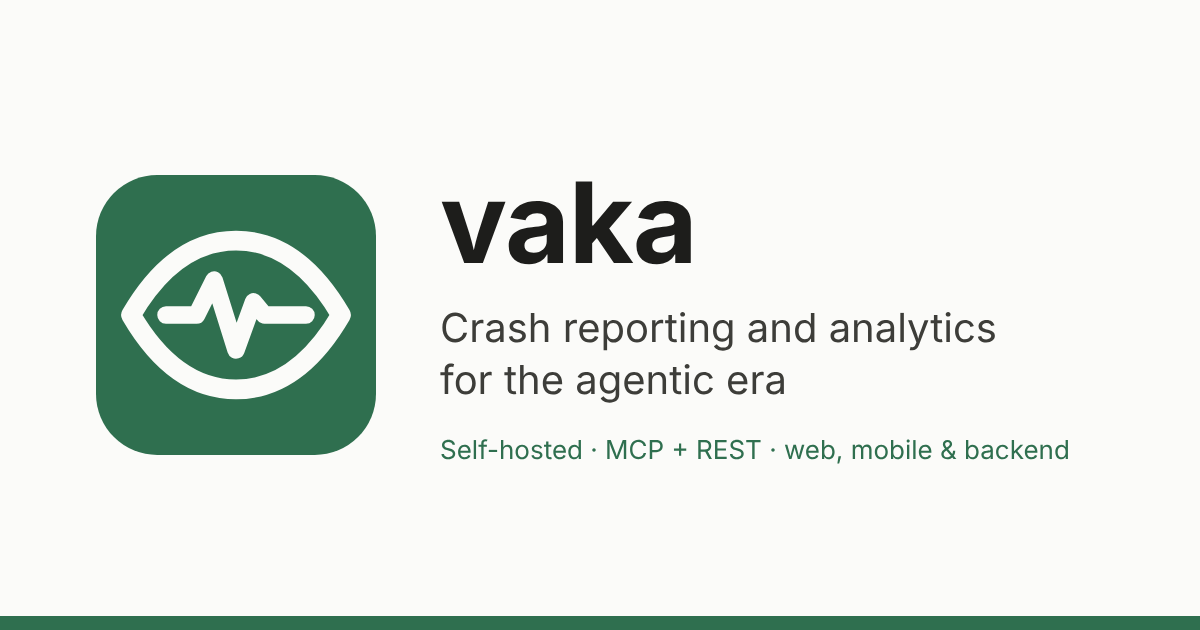 vaka
Crash reporting and analytics
for the agentic era
Self-hosted · MCP + REST · web, mobile & backend